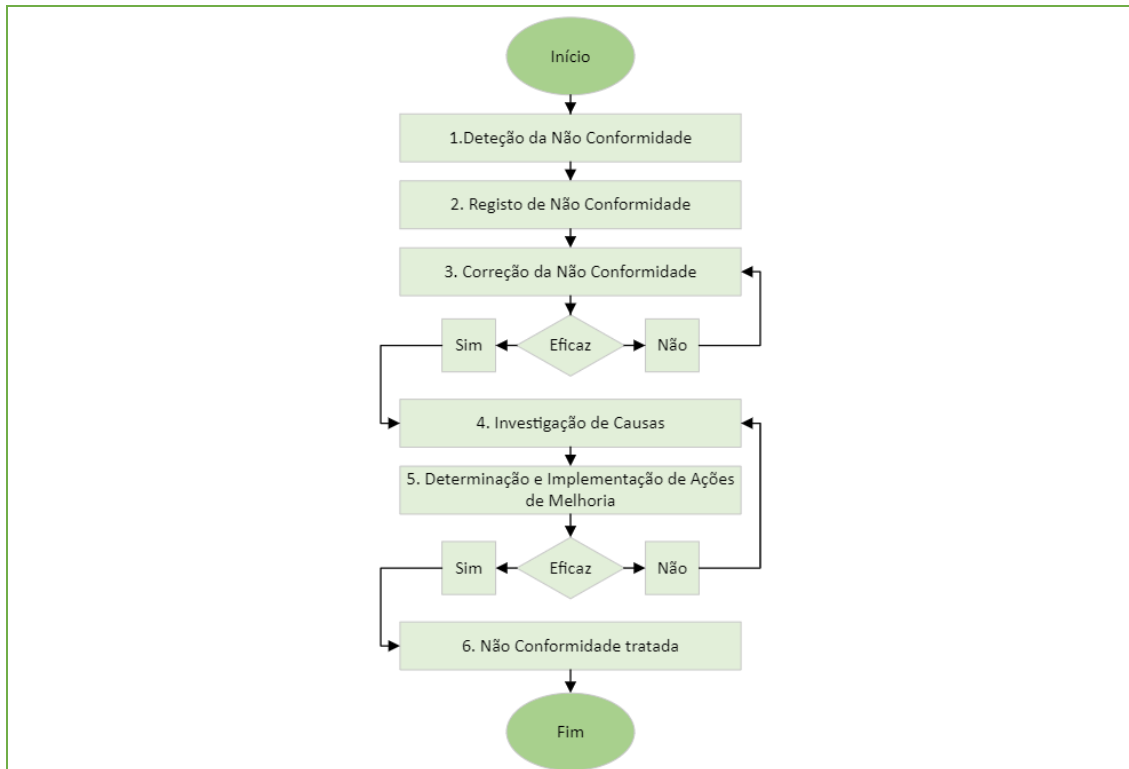 Início
1.Deteção da Não Conformidade
2. Registo de Não Conformidade
3. Correção da Não Conformidade
Sim
Eficaz
Não
4. Investigação de Causas
5. Determinação e Implementação de Ações
de Melhoria
Sim
Eficaz
Não
6. Não Conformidade tratada
Fim